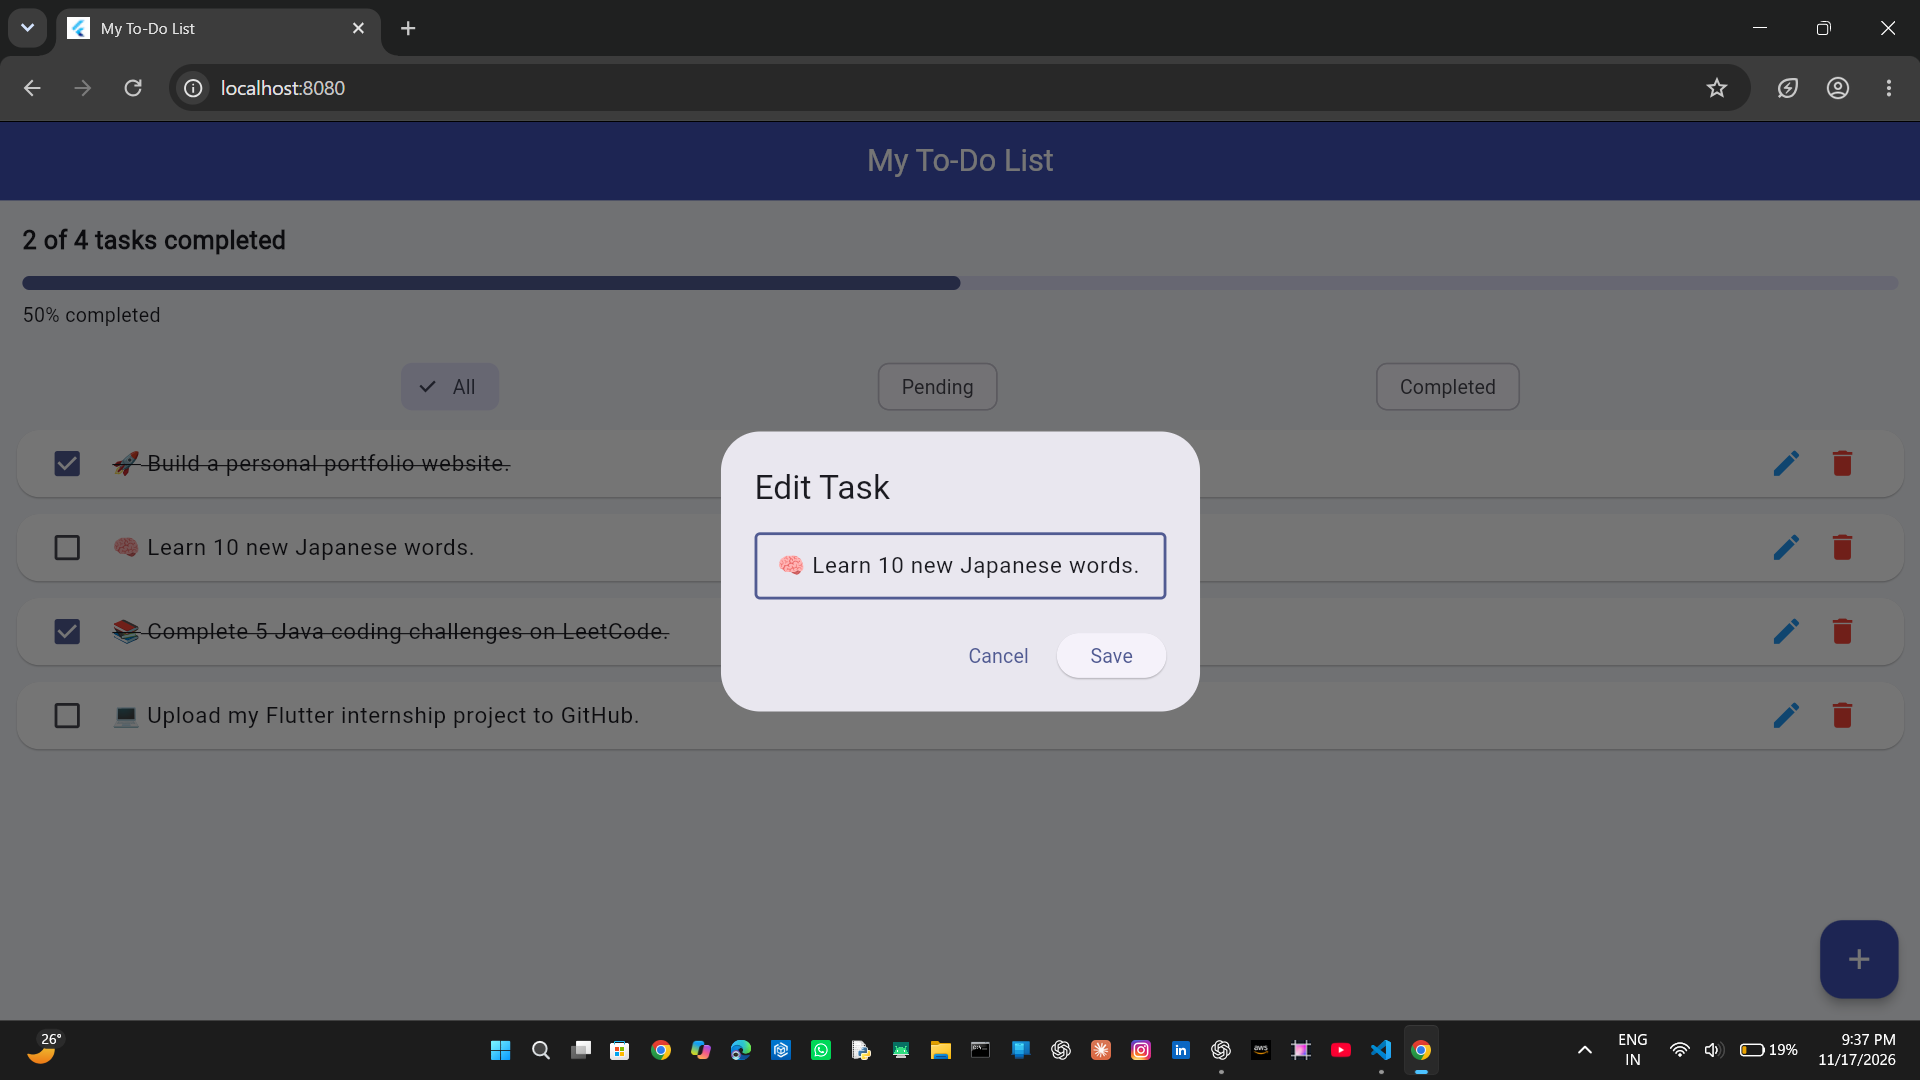 My To-Do List
localhost:8080
My To-Do List
2 of 4 tasks completed
50% completed
All
Pending
Completed
🚀 Build a personal portfolio website.
🧠 Learn 10 new Japanese words.
📚 Complete 5 Java coding challenges on LeetCode.
💻 Upload my Flutter internship project to GitHub.
Edit Task
🧠 Learn 10 new Japanese words.
Cancel
Save
+
26°
ENG
IN
19%
9:37 PM
11/17/2026